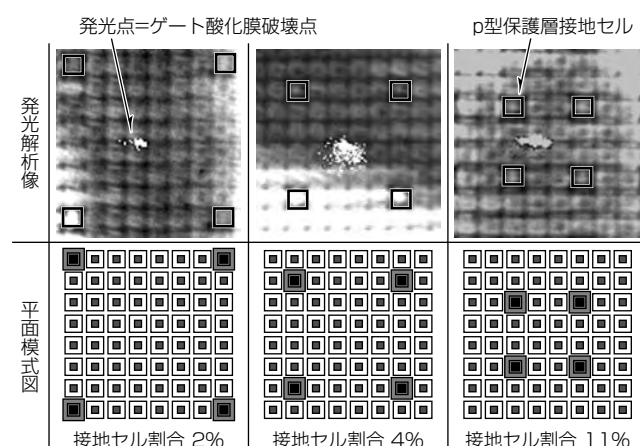 発光点=ゲート酸化膜破壊点
p型保護層接地セル
発光解析像
平面模式図
接地セル割合 2%
接地セル割合 4%
接地セル割合 11%